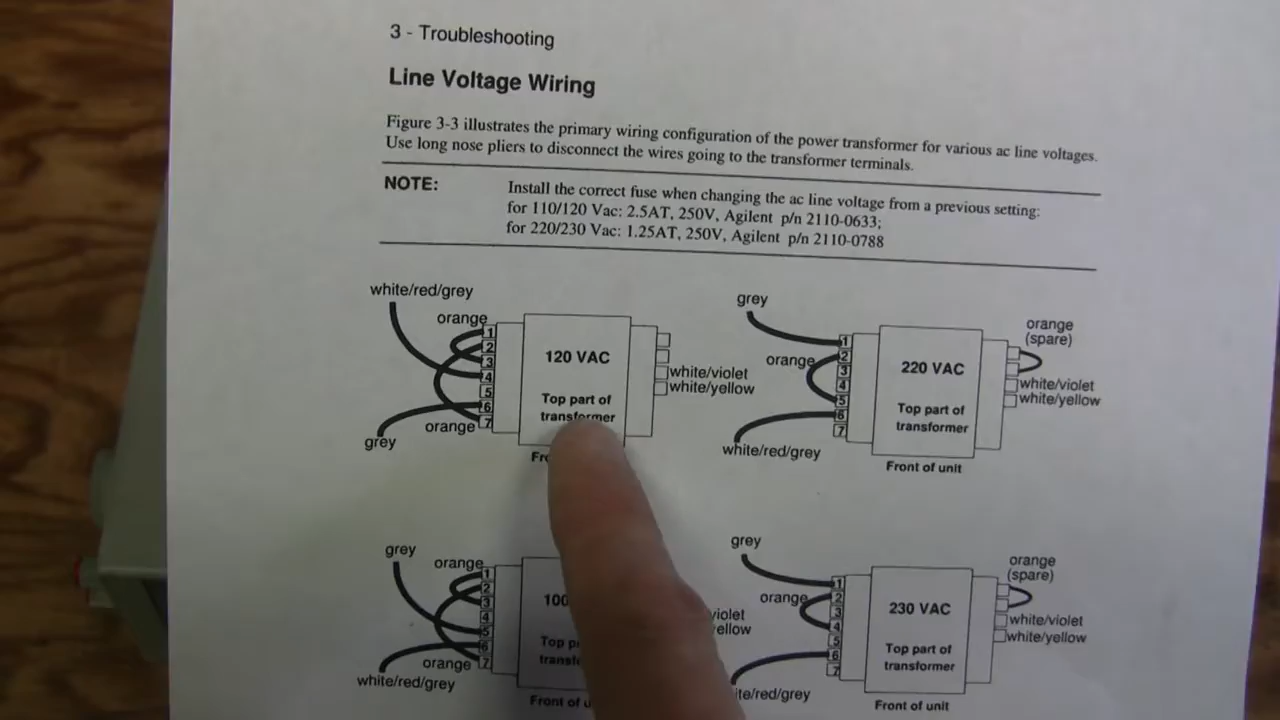 3 - Troubleshooting
Line Voltage Wiring
Figure 3-3 illustrates the primary wiring configuration of the power transformer for various ac line voltages.
Use long nose pliers to disconnect the wires going to the transformer terminals.
NOTE: Install the correct fuse when changing the ac line voltage from a previous setting:
for 110/120 Vac: 2.5AT, 250V, Agilent p/n 2110-0633;
for 220/230 Vac: 1.25AT, 250V, Agilent p/n 2110-0788
white/red/grey
orange
1
2
3
4
5
6
7
orange
grey
120 VAC
Top part of
transformer
white/violet
white/yellow
grey
orange
1
2
3
4
5
6
7
white/red/grey
220 VAC
Top part of
transformer
Front of unit
orange
(spare)
white/violet
white/yellow
grey
orange
1
2
3
4
5
6
7
orange
white/red/grey
Front of
grey
orange
1
2
3
4
5
6
7
230 VAC
Top part of
transformer
Front of unit
orange
(spare)
white/violet
white/yellow